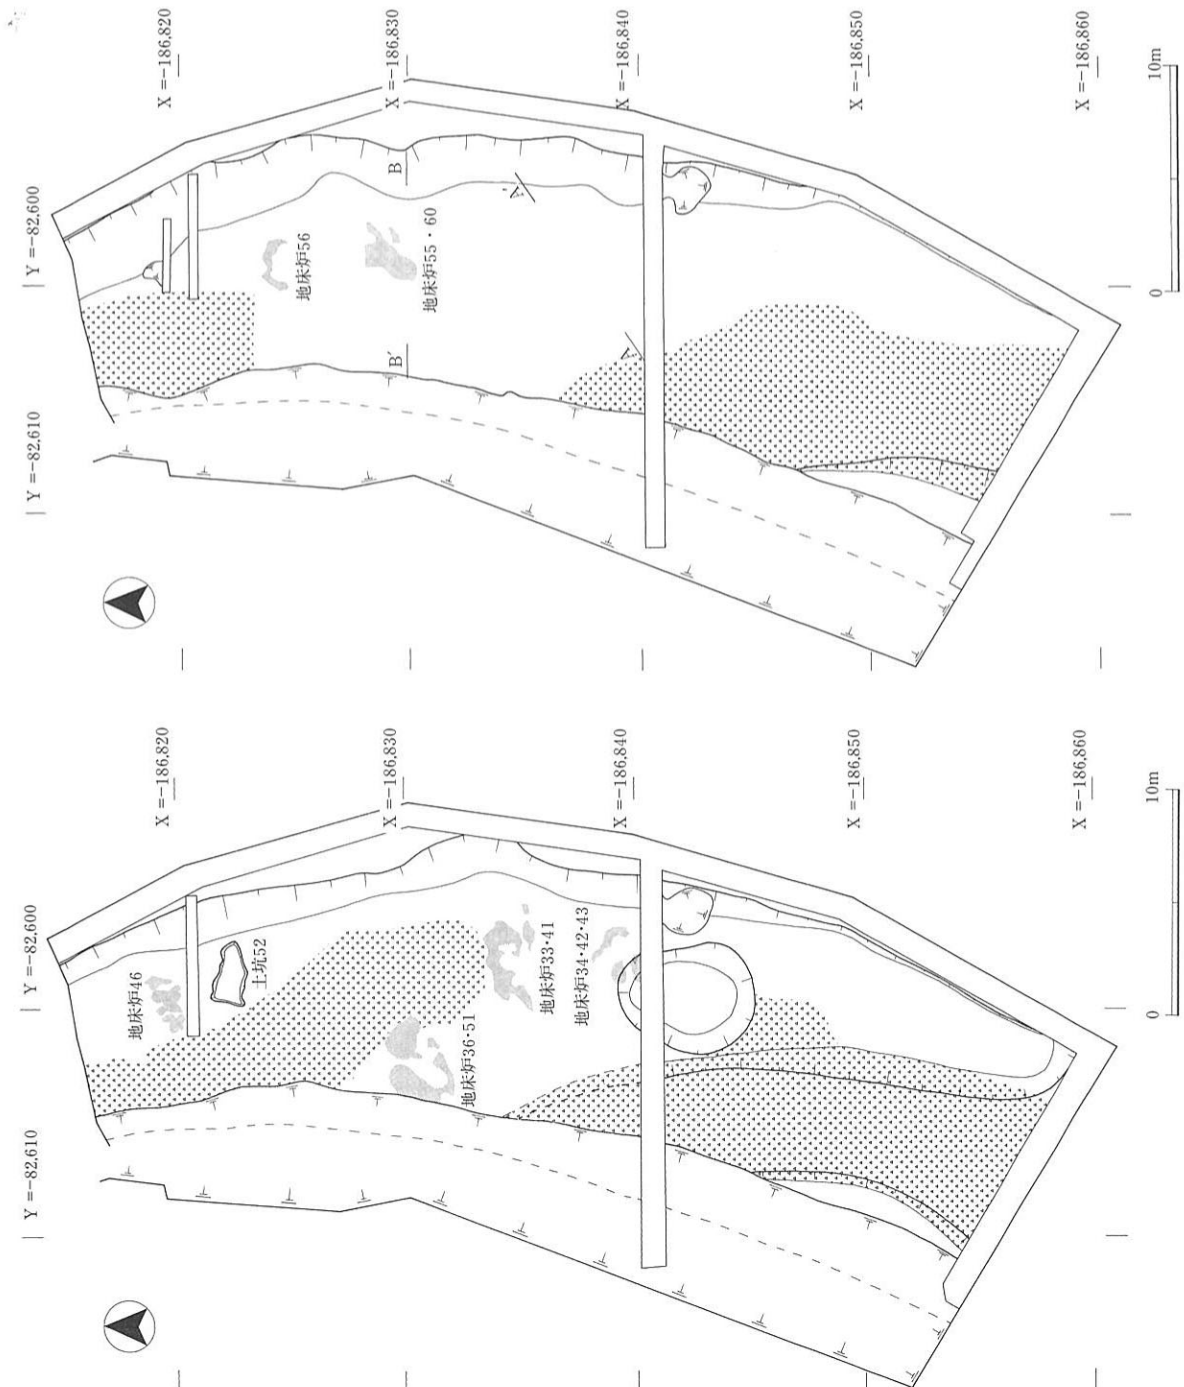 X =-186,820
X =-186,830
X =-186,840
X =-186,850
X =-186,860
Y =-82,600
Y =-82,610
地床炉56
地床炉55・60
B
B′
A′
A
0
10m
X =-186,820
X =-186,830
X =-186,840
X =-186,850
X =-186,860
Y =-82,600
Y =-82,610
地床炉46
土坑52
地床炉36・51
地床炉33・41
地床炉34・42・43
0
10m